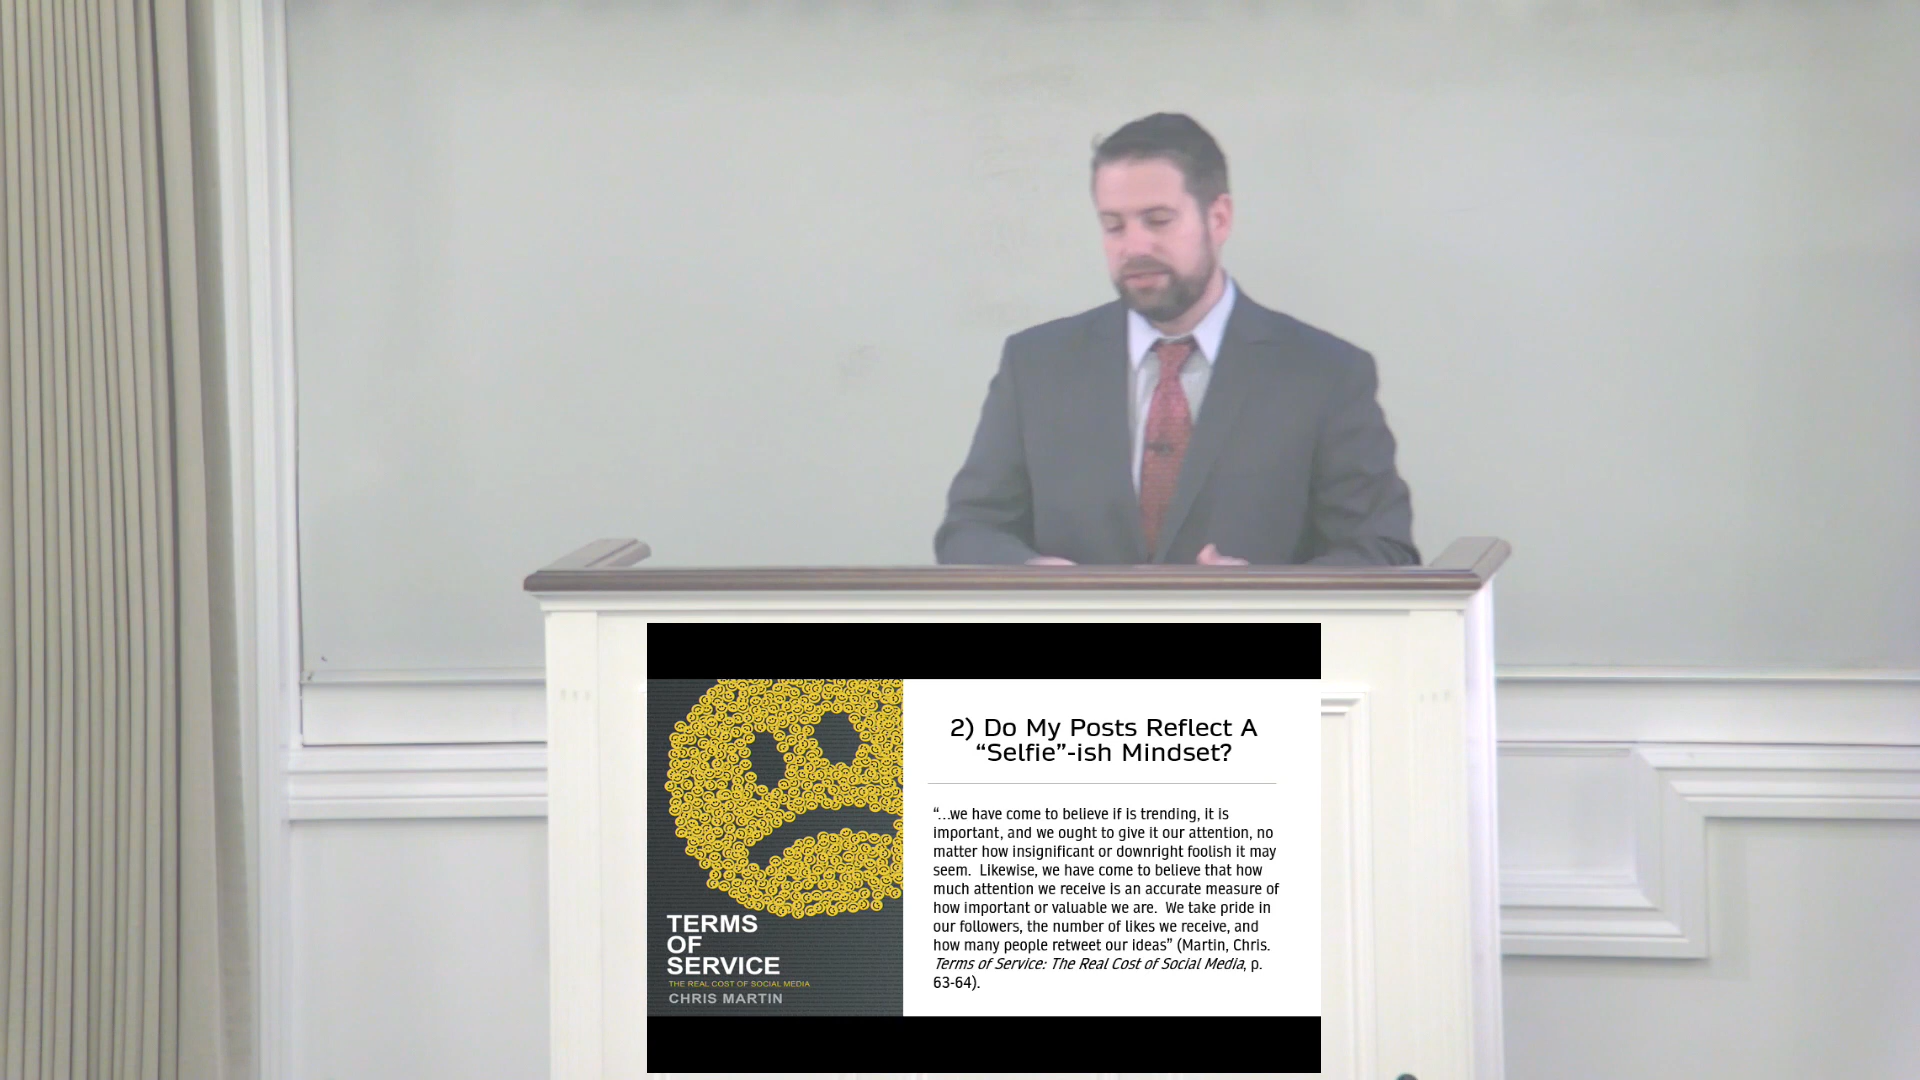 2) Do My Posts Reflect A
“Selfie”-ish Mindset?
“...we have come to believe if is trending, it is
important, and we ought to give it our attention, no
matter how insignificant or downright foolish it may
seem.  Likewise, we have come to believe that how
much attention we receive is an accurate measure of
how important or valuable we are.  We take pride in
our followers, the number of likes we receive, and
how many people retweet our ideas” (Martin, Chris.
Terms of Service: The Real Cost of Social Media, p.
63-64).
TERMS
OF
SERVICE
THE REAL COST OF SOCIAL MEDIA
CHRIS MARTIN